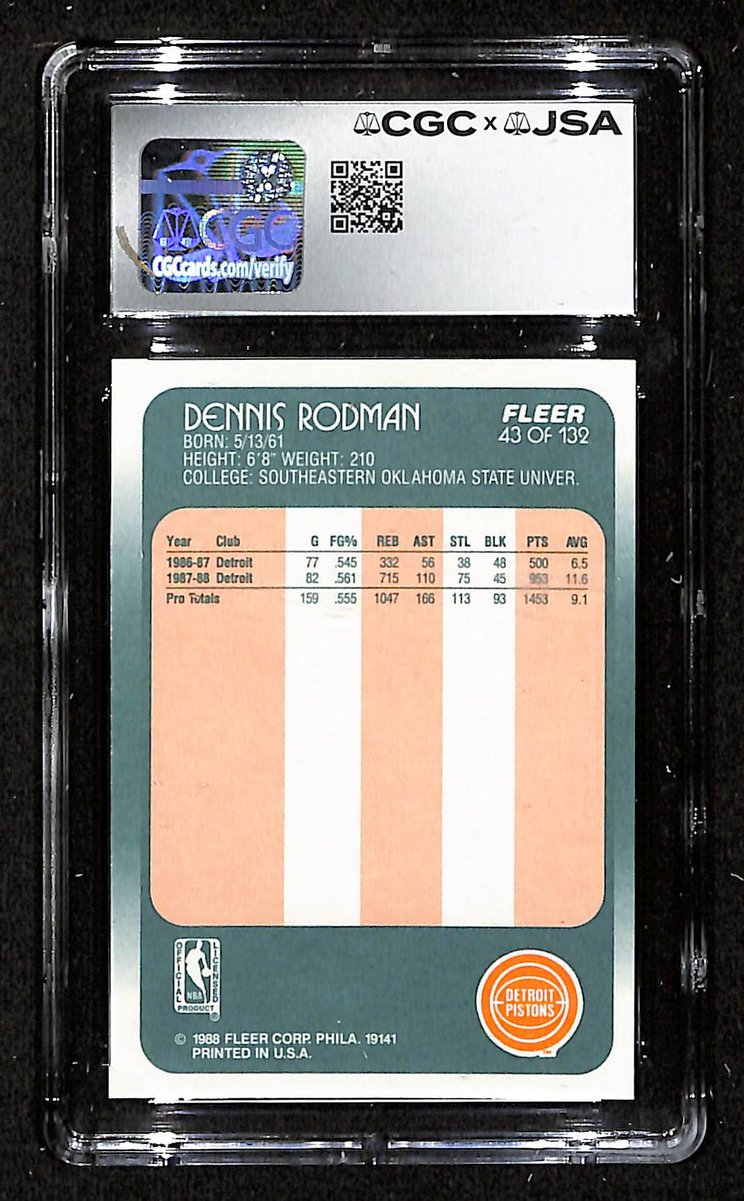 CGC x JSA
CGC
CGCcards.com/verify
DENNIS RODMAN
BORN: 5/13/61
HEIGHT: 6'8" WEIGHT: 210
COLLEGE: SOUTHEASTERN OKLAHOMA STATE UNIVER.
FLEER
43 OF 132
Year Club G FG% REB AST STL BLK PTS AVG
1986-87 Detroit 77 .545 332 56 38 48 500 6.5
1987-88 Detroit 82 .561 715 110 75 45 953 11.6
Pro Totals 159 .555 1047 166 113 93 1453 9.1
OFFICIAL
LICENSED
NBA
PRODUCT
®
DETROIT
PISTONS
© 1988 FLEER CORP. PHILA. 19141
PRINTED IN U.S.A.